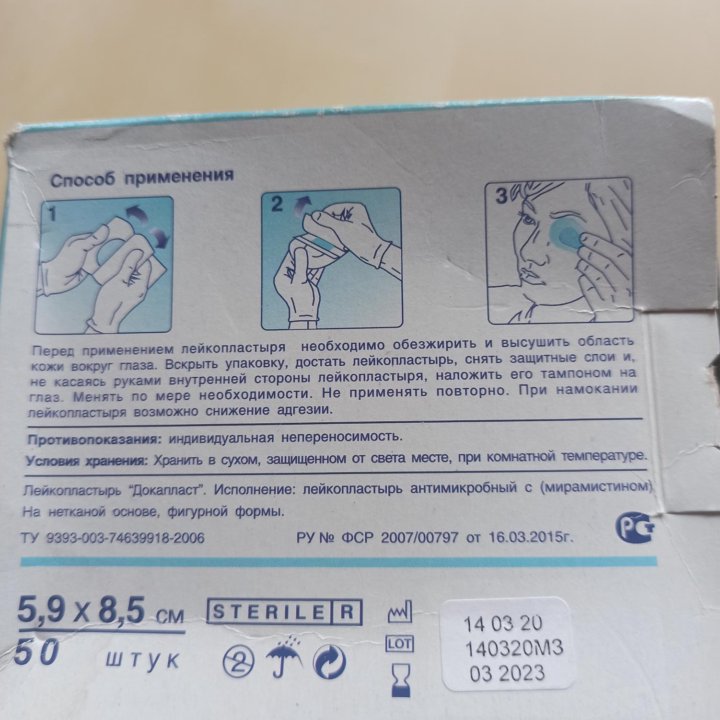 Способ применения
1
2
3
Перед применением лейкопластыря необходимо обезжирить и высушить область
кожи вокруг глаза. Вскрыть упаковку, достать лейкопластырь, снять защитные слои и,
не касаясь руками внутренней стороны лейкопластыря, наложить его тампоном на
глаз. Менять по мере необходимости. Не применять повторно. При намокании
лейкопластыря возможно снижение адгезии.
Противопоказания: индивидуальная непереносимость.
Условия хранения: Хранить в сухом, защищенном от света месте, при комнатной температуре.
Лейкопластырь "Докапласт". Исполнение: лейкопластырь антимикробный с (мирамистином)
На нетканой основе, фигурной формы.
ТУ 9393-003-74639918-2006 РУ № ФСР 2007/00797 от 16.03.2015г.
РСТ
5,9 х 8,5 см
50 штук
STERILE R
2
LOT
14 03 20
140320М3
03 2023